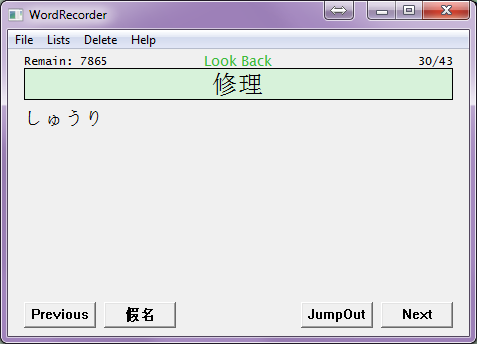 WordRecorder
File Lists Delete Help
Remain: 7865 Look Back 30/43
修理
しゅうり
Previous 假名 JumpOut Next